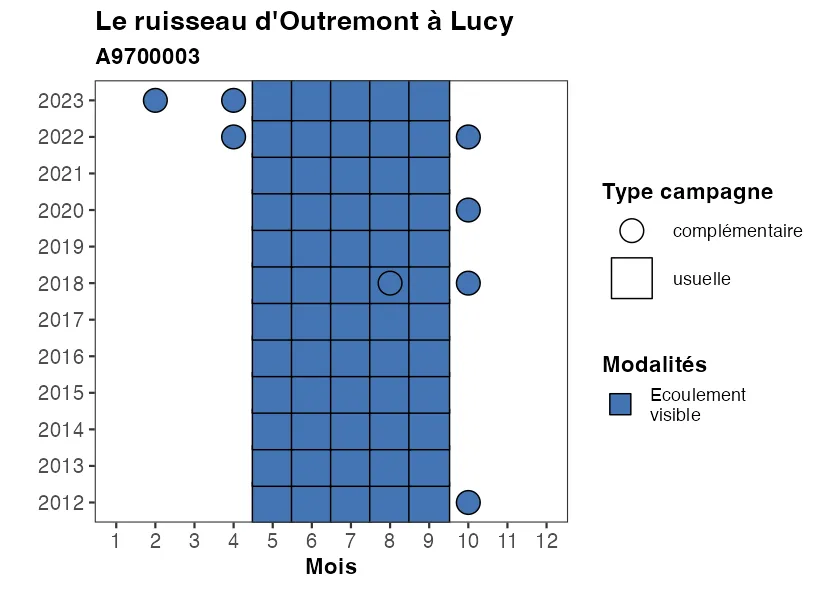 Le ruisseau d'Outremont à Lucy
A9700003
2023
2022
2021
2020
2019
2018
2017
2016
2015
2014
2013
2012
1 2 3 4 5 6 7 8 9 10 11 12
Mois
Type campagne
complémentaire
usuelle
Modalités
Ecoulement
visible